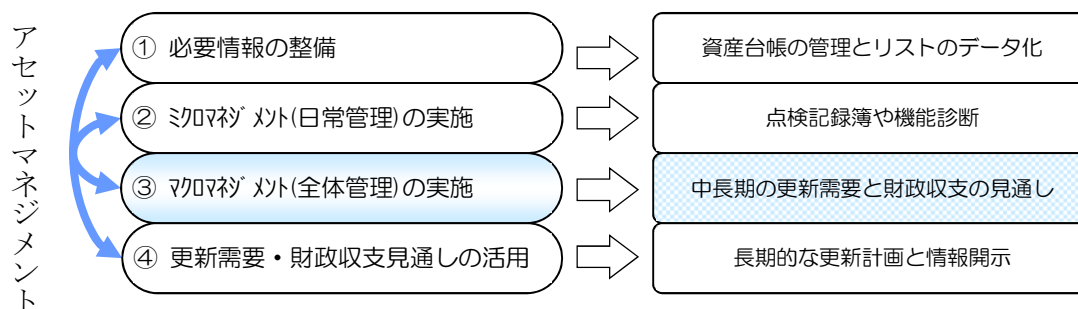 アセットマネジメント
① 必要情報の整備
資産台帳の管理とリストのデータ化
② ﾐｸﾛﾏﾈｼﾞﾒﾝﾄ(日常管理)の実施
点検記録簿や機能診断
③ ﾏｸﾛﾏﾈｼﾞﾒﾝﾄ(全体管理)の実施
中長期の更新需要と財政収支の見通し
④ 更新需要・財政収支見通しの活用
長期的な更新計画と情報開示